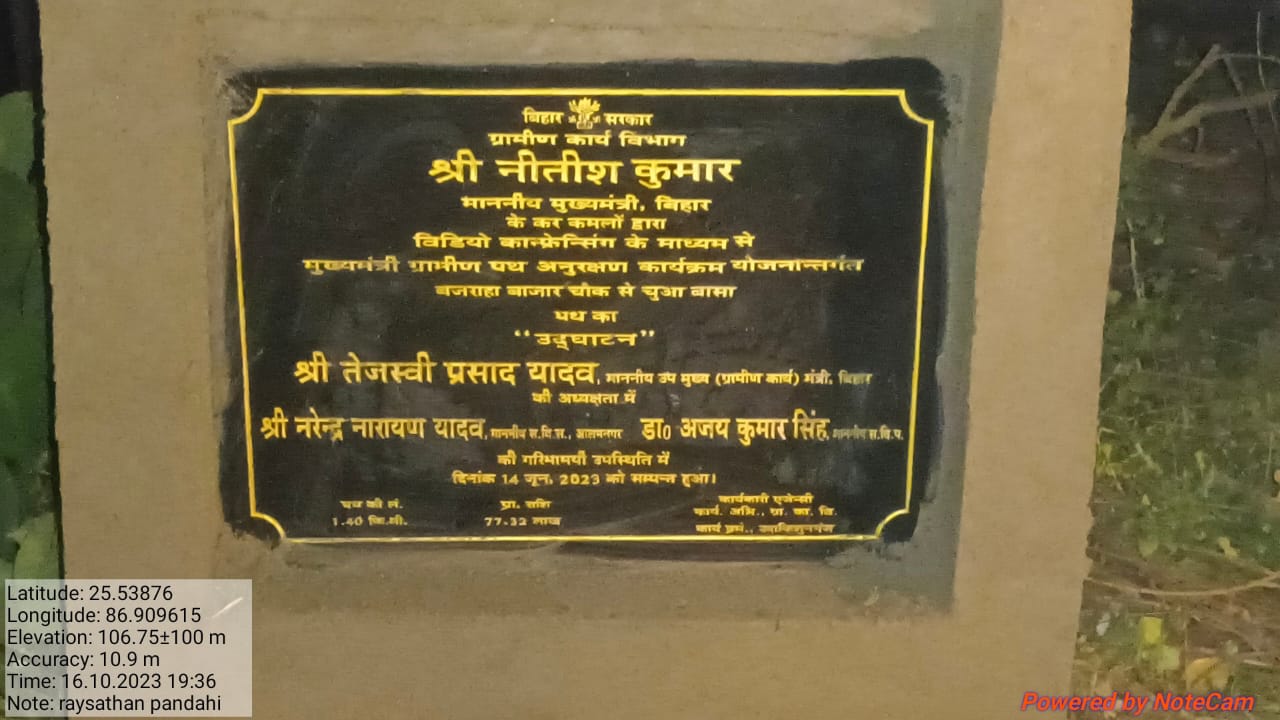 बिहार सरकार
ग्रामीण कार्य विभाग
श्री नीतीश कुमार
माननीय मुख्यमंत्री, बिहार
के कर कमलों द्वारा
विडियो कान्फ्रेन्सिंग के माध्यम से
मुख्यमंत्री ग्रामीण पथ अनुरक्षण कार्यक्रम योजनान्तर्गत
बजराहा बाजार चौक से चुआ बासा
पथ का
“उद्घाटन”
श्री तेजस्वी प्रसाद यादव, माननीय उप मुख्य (ग्रामीण कार्य) मंत्री, बिहार
की अध्यक्षता में
श्री नरेन्द्र नारायण यादव, माननीय स.वि.स., आलमनगर डा0 अजय कुमार सिंह, माननीय स.वि.प.
की गरिमामयी उपस्थिति में
दिनांक 14 जून, 2023 को सम्पन्न हुआ।
पथ की लं. प्रा. राशि कार्यकारी एजेन्सी
1.40 कि.मी. 77.32 लाख कार्य. अभि., ग्रा. का. वि.
कार्य प्रमं.,
Latitude: 25.53876
Longitude: 86.909615
Elevation: 106.75±100 m
Accuracy: 10.9 m
Time: 16.10.2023 19:36
Note: raysathan pandahi
Powered by NoteCam